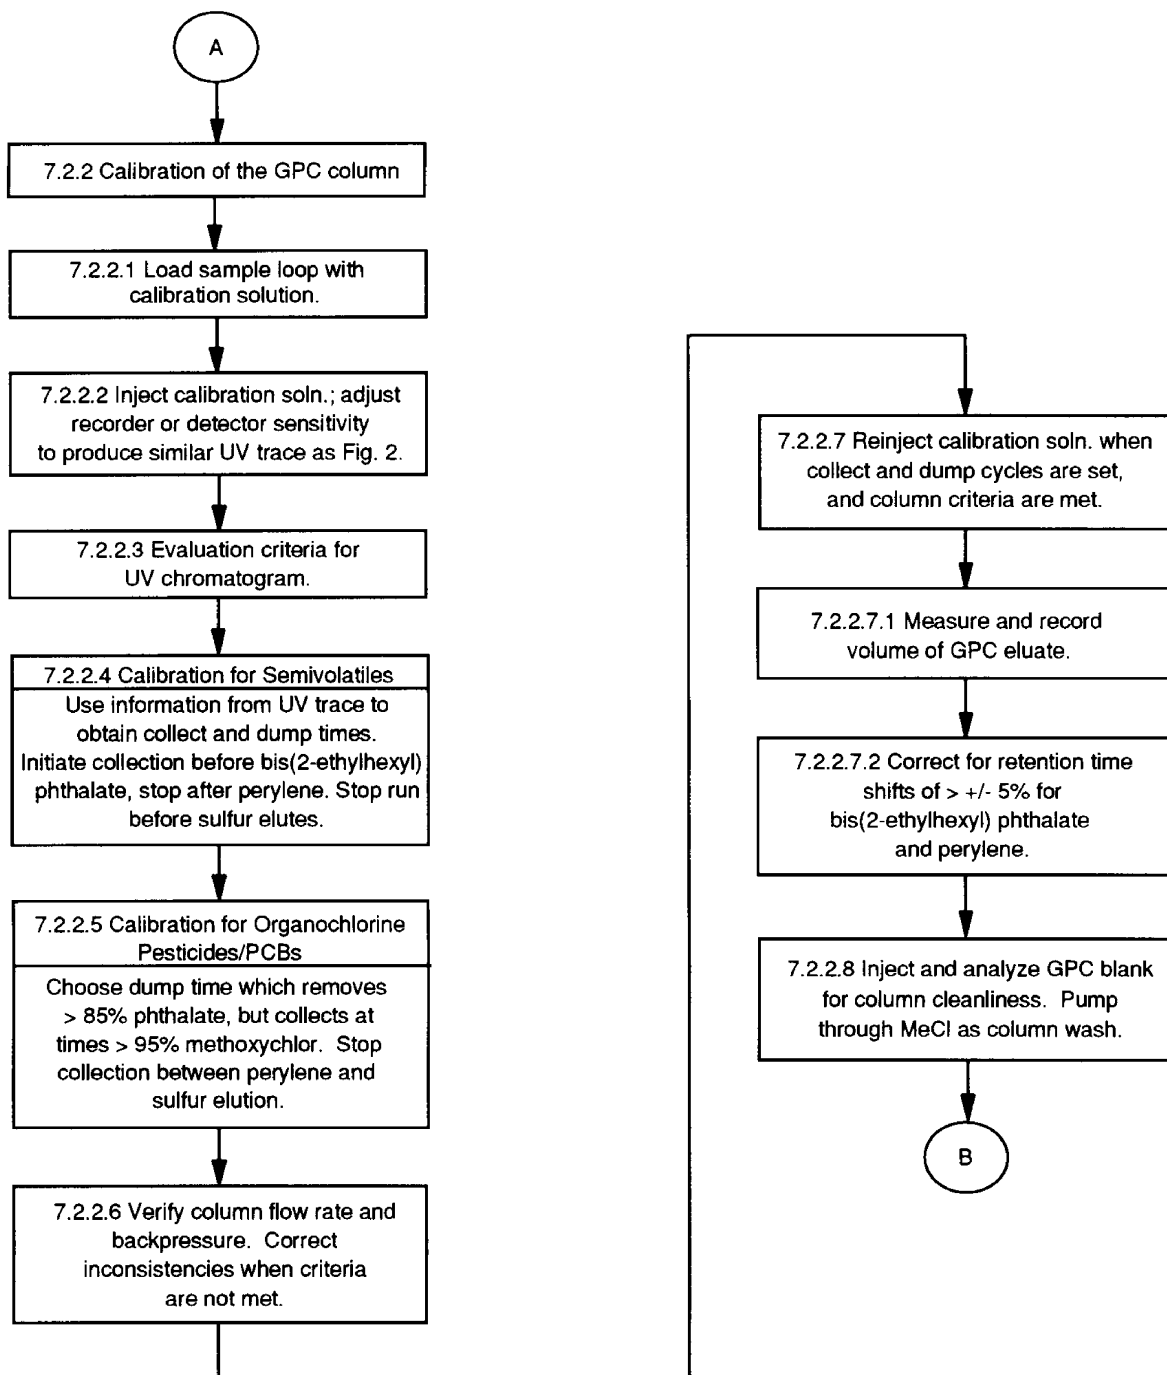 A
7.2.2 Calibration of the GPC column
7.2.2.1 Load sample loop with
calibration solution.
7.2.2.2 Inject calibration soln.; adjust
recorder or detector sensitivity
to produce similar UV trace as Fig. 2.
7.2.2.3 Evaluation criteria for
UV chromatogram.
7.2.2.4 Calibration for Semivolatiles
Use information from UV trace to
obtain collect and dump times.
Initiate collection before bis(2-ethylhexyl)
phthalate, stop after perylene. Stop run
before sulfur elutes.
7.2.2.5 Calibration for Organochlorine
Pesticides/PCBs
Choose dump time which removes
> 85% phthalate, but collects at
times > 95% methoxychlor. Stop
collection between perylene and
sulfur elution.
7.2.2.6 Verify column flow rate and
backpressure. Correct
inconsistencies when criteria
are not met.
7.2.2.7 Reinject calibration soln. when
collect and dump cycles are set,
and column criteria are met.
7.2.2.7.1 Measure and record
volume of GPC eluate.
7.2.2.7.2 Correct for retention time
shifts of > +/- 5% for
bis(2-ethylhexyl) phthalate
and perylene.
7.2.2.8 Inject and analyze GPC blank
for column cleanliness. Pump
through MeCl as column wash.
B